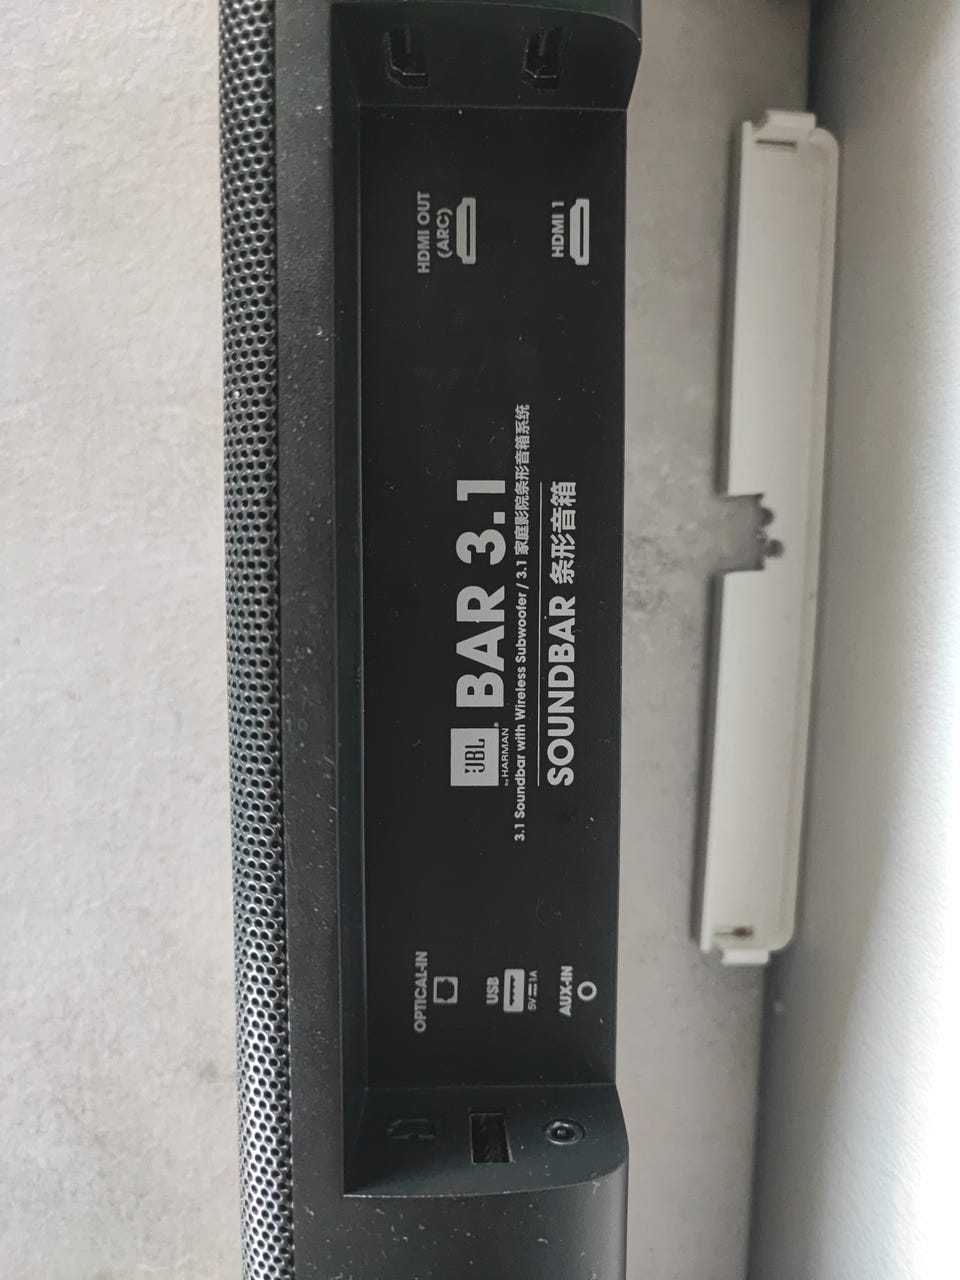 OPTICAL-IN
USB
5V⎓1A
AUX-IN
JBL
by HARMAN
BAR 3.1
3.1 Soundbar with Wireless Subwoofer / 3.1 家庭影院条形音箱系统
SOUNDBAR 条形音箱
HDMI OUT
(ARC)
HDMI 1